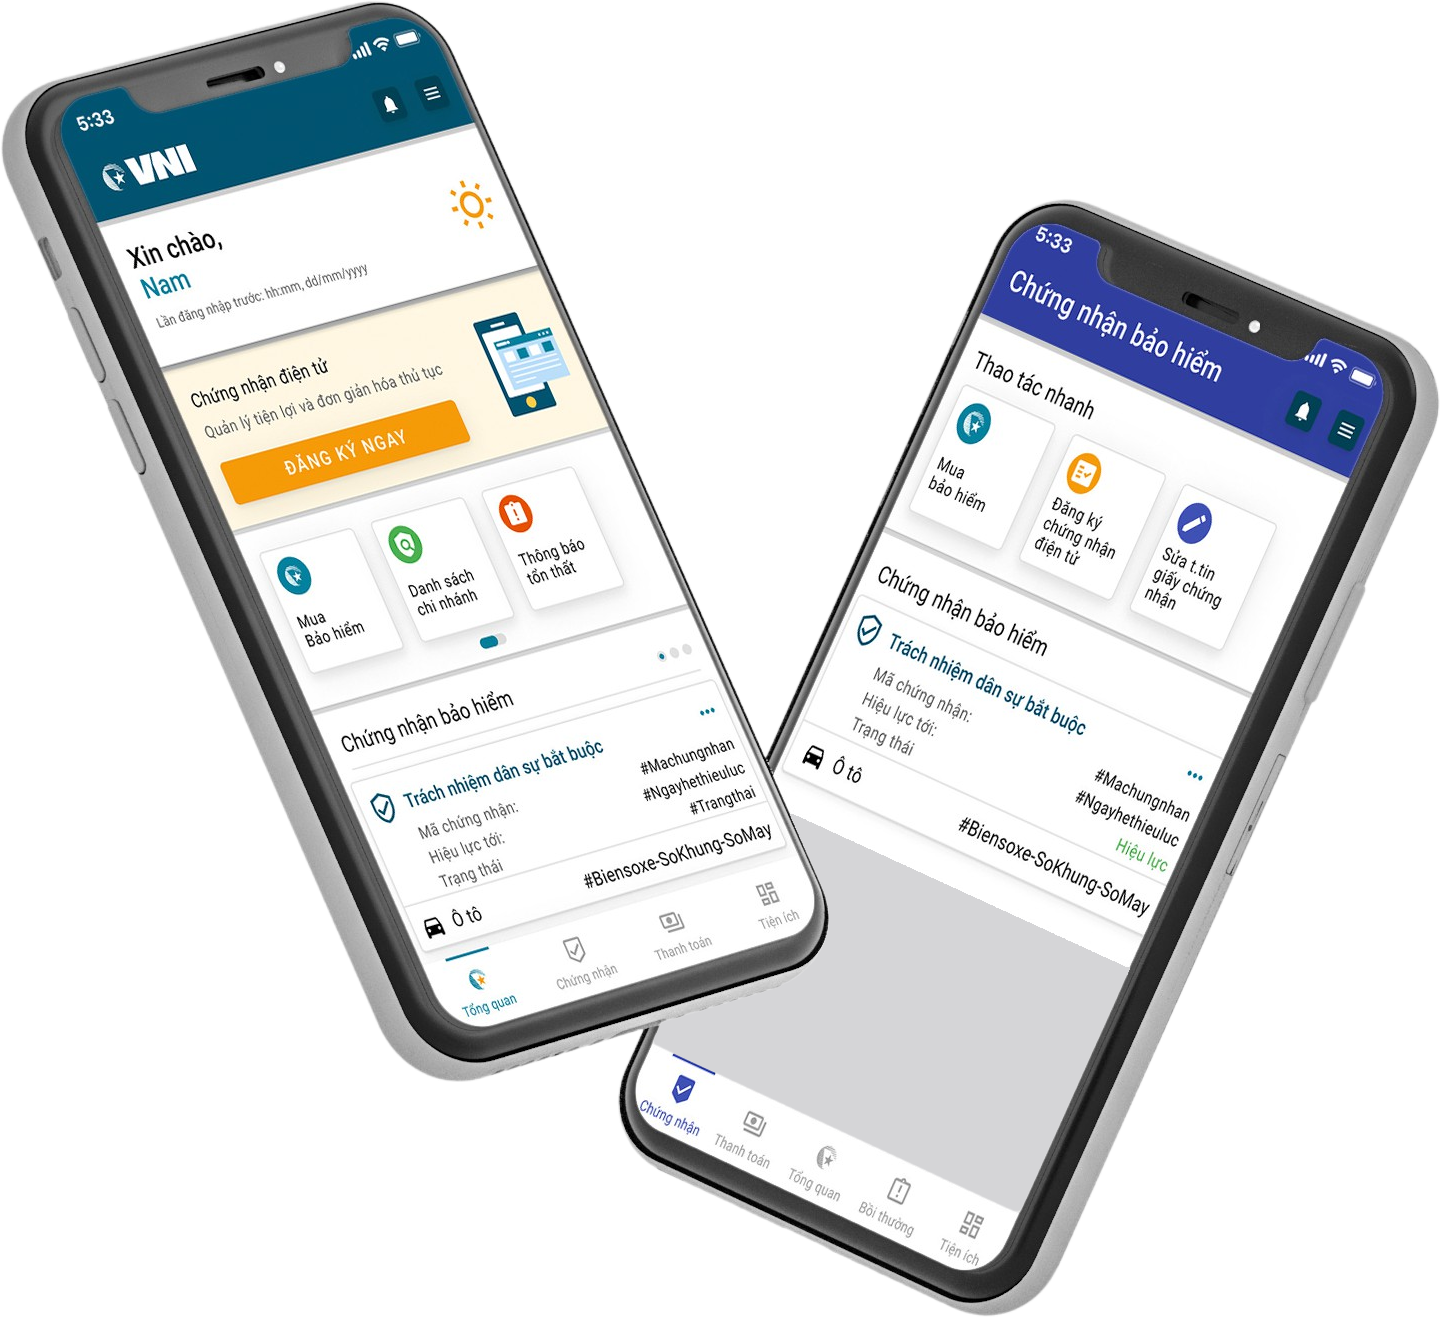 5:33
VNI
Xin chào,
Nam
Lần đăng nhập trước: hh:mm, dd/mm/yyyy
Chứng nhận điện tử
Quản lý tiện lợi và đơn giản hóa thủ tục
ĐĂNG KÝ NGAY
Mua
Bảo hiểm
Danh sách
chi nhánh
Thông báo
tổn thất
Chứng nhận bảo hiểm
Trách nhiệm dân sự bắt buộc
Mã chứng nhận:
#Machungnhan
Hiệu lực tới:
#Ngayhethieuluc
Trạng thái
#Trangthai
Ô tô
#Biensoxe-SoKhung-SoMay
Tổng quan
Chứng nhận
Thanh toán
Tiện ích
5:33
Chứng nhận bảo hiểm
Thao tác nhanh
Mua
bảo hiểm
Đăng ký
chứng nhận
điện tử
Sửa t.tin
giấy chứng
nhận
Chứng nhận bảo hiểm
Trách nhiệm dân sự bắt buộc
Mã chứng nhận:
#Machungnhan
Hiệu lực tới:
#Ngayhethieuluc
Trạng thái
Hiệu lực
Ô tô
#Biensoxe-SoKhung-SoMay
Chứng nhận
Thanh toán
Tổng quan
Bồi thường
Tiện ích